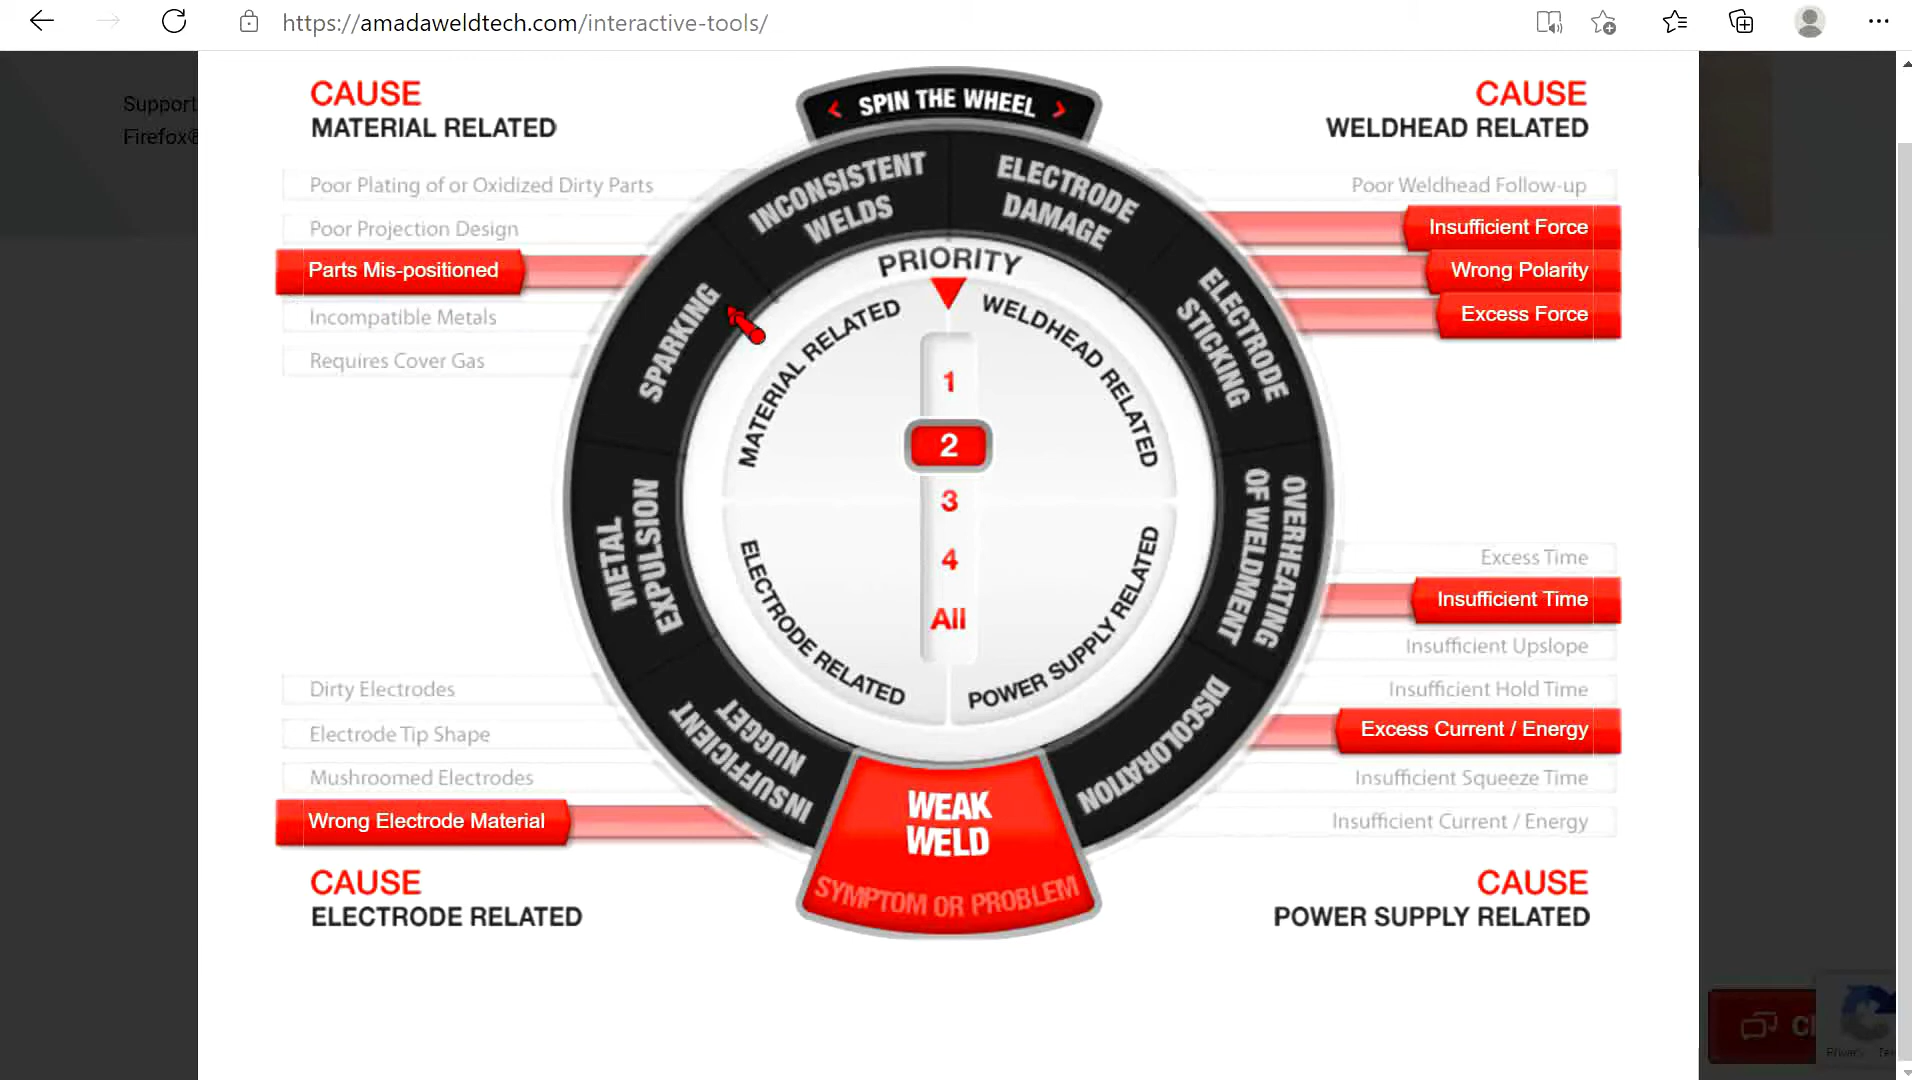 https://amadaweldtech.com/interactive-tools/
Support
Firefox®
CAUSE
MATERIAL RELATED
Poor Plating of or Oxidized Dirty Parts
Poor Projection Design
Parts Mis-positioned
Incompatible Metals
Requires Cover Gas
< SPIN THE WHEEL >
CAUSE
WELDHEAD RELATED
Poor Weldhead Follow-up
Insufficient Force
Wrong Polarity
Excess Force
INCONSISTENT
WELDS
ELECTRODE
DAMAGE
ELECTRODE
STICKING
OVERHEATING
OF WELDMENT
DISCOLORATION
WEAK
WELD
SYMPTOM OR PROBLEM
INSUFFICIENT
NUGGET
METAL
EXPULSION
SPARKING
PRIORITY
MATERIAL RELATED
WELDHEAD RELATED
1
2
3
4
All
ELECTRODE RELATED
POWER SUPPLY RELATED
Dirty Electrodes
Electrode Tip Shape
Mushroomed Electrodes
Wrong Electrode Material
CAUSE
ELECTRODE RELATED
Excess Time
Insufficient Time
Insufficient Upslope
Insufficient Hold Time
Excess Current / Energy
Insufficient Squeeze Time
Insufficient Current / Energy
CAUSE
POWER SUPPLY RELATED